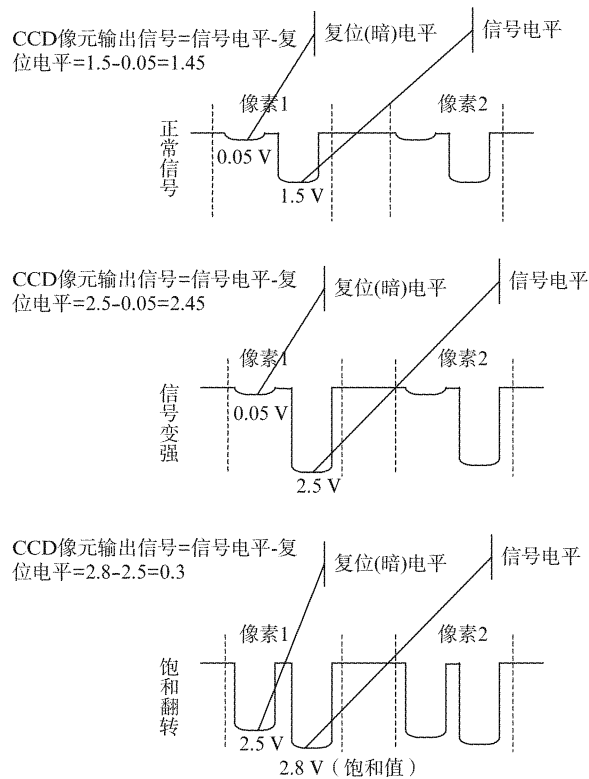 CCD像元输出信号=信号电平-复
位电平=1.5-0.05=1.45
复位(暗)电平
信号电平
像素1
像素2
正常信号
0.05 V
1.5 V
CCD像元输出信号=信号电平-复
位电平=2.5-0.05=2.45
复位(暗)电平
信号电平
像素1
像素2
信号变强
0.05 V
2.5 V
CCD像元输出信号=信号电平-复
位电平=2.8-2.5=0.3
复位(暗)电平
信号电平
像素1
像素2
饱和翻转
2.5 V
2.8 V（饱和值）